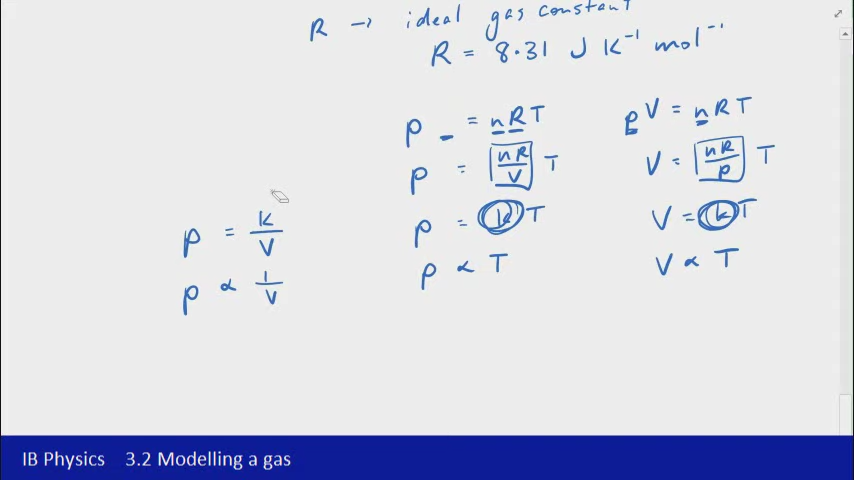 R → ideal gas constant
R = 8.31 J K⁻¹ mol⁻¹
p _ = nRT
p = nR/V T
p = k T
p ∝ T
pV = nRT
V = nR/p T
V = kT
V ∝ T
p = k/V
p ∝ 1/V
IB Physics 3.2 Modelling a gas